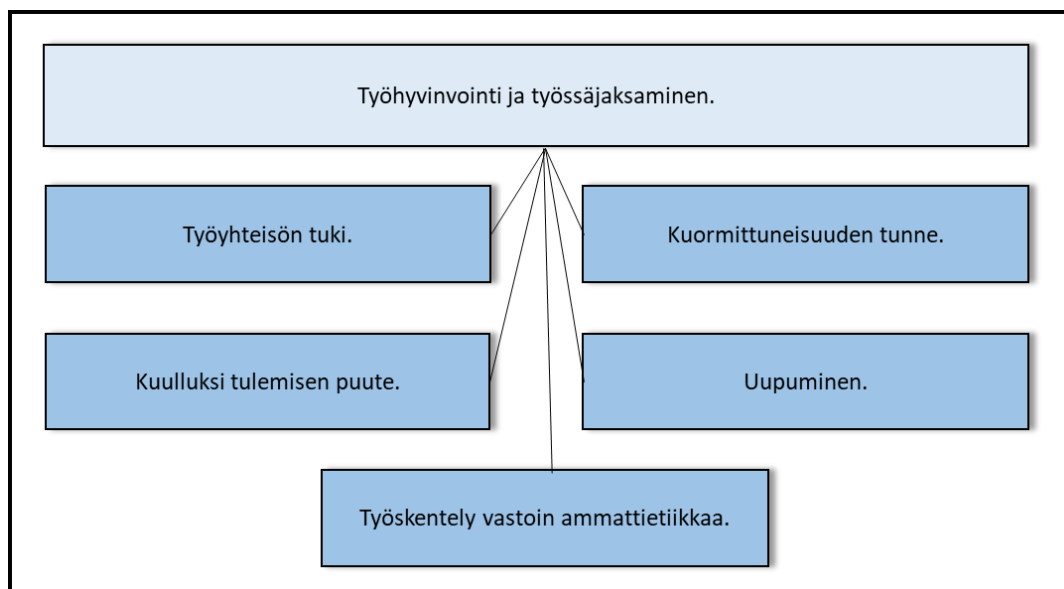 Työhyvinvointi ja työssäjaksaminen.
Työyhteisön tuki.
Kuormittuneisuuden tunne.
Kuulluksi tulemisen puute.
Uupuminen.
Työskentely vastoin ammattietiikkaa.